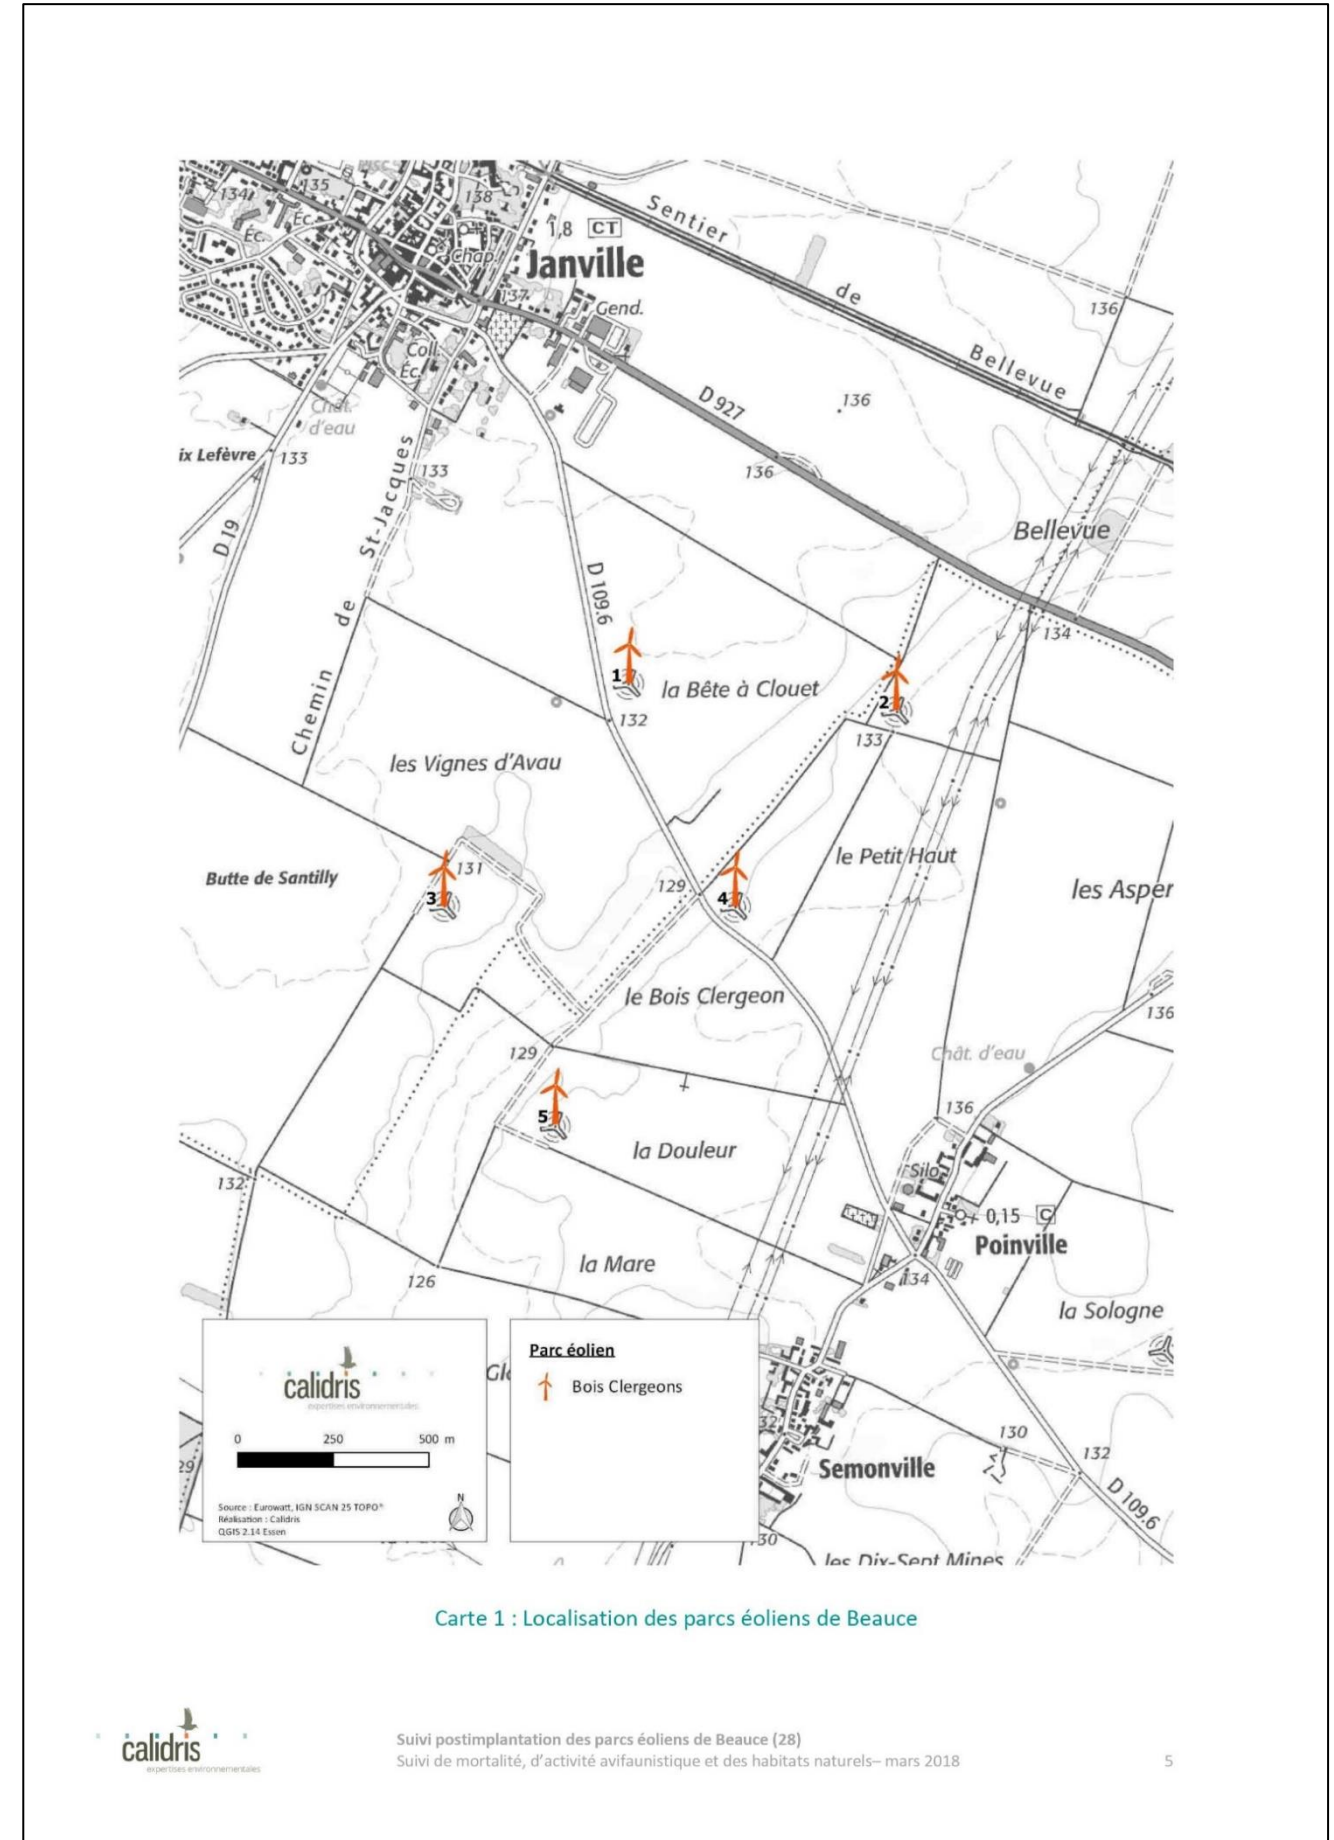 134
135
138
Éc.
Éc.
Chap.
1,8 CT
Janville
137
Gend.
Coll.
Éc.
Chât.
d'eau
Sentier de Bellevue
136
D 927
136
136
ix Lefèvre
133
133
D 19
Chemin de St-Jacques
D 109.6
Bellevue
134
1
la Bête à Clouet
2
132
133
les Vignes d'Avau
le Petit Haut
Butte de Santilly
131
3
129
4
les Asper
le Bois Clergeon
136
129
Chât. d'eau
136
5
la Douleur
Silo
132
0,15 C
Poinville
la Mare
126
134
la Sologne
calidris
expertises environnementales
0 250 500 m
Source : Eurowatt, IGN SCAN 25 TOPO®
Réalisation : Calidris
QGIS 2.14 Essen
N
Parc éolien
Bois Clergeons
32
130
132
Semonville
D 109.6
29
30
les Dix-Sept Mines
Carte 1 : Localisation des parcs éoliens de Beauce
calidris
expertises environnementales
Suivi postimplantation des parcs éoliens de Beauce (28)
Suivi de mortalité, d'activité avifaunistique et des habitats naturels– mars 2018
5